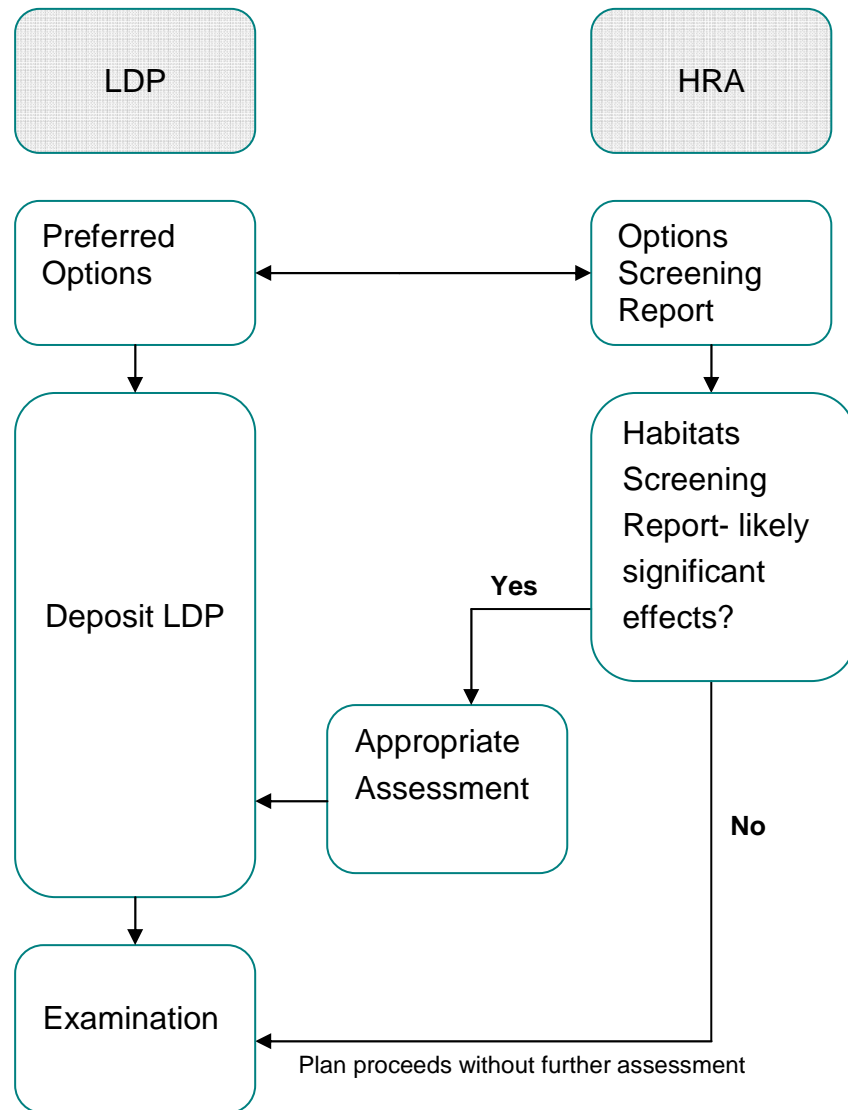 LDP
HRA
Preferred
Options
Options
Screening
Report
Habitats
Screening
Report- likely
significant
effects?
Yes
Deposit LDP
Appropriate
Assessment
No
Examination
Plan proceeds without further assessment